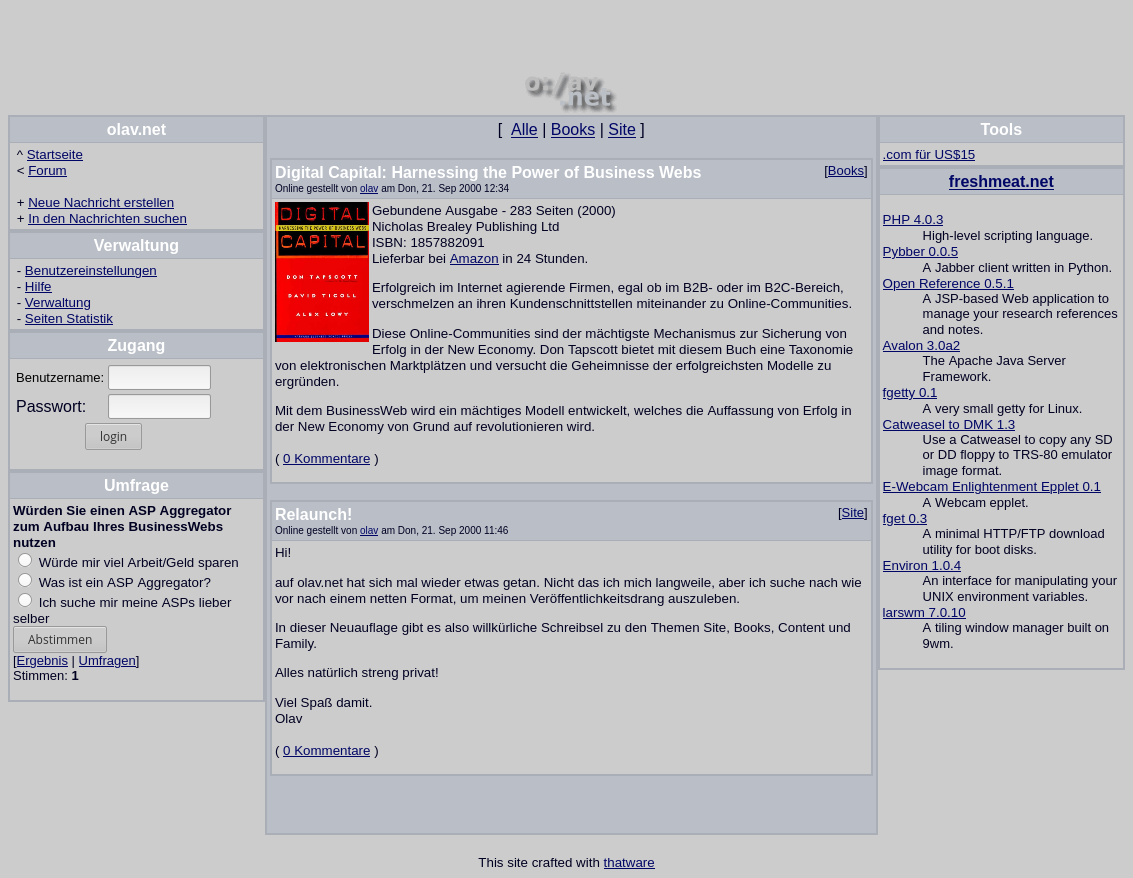 o:/av
.net
olav.net
^ Startseite
< Forum
+ Neue Nachricht erstellen
+ In den Nachrichten suchen
Verwaltung
- Benutzereinstellungen
- Hilfe
- Verwaltung
- Seiten Statistik
Zugang
Benutzername:
Passwort:
login
Umfrage
Würden Sie einen ASP Aggregator
zum Aufbau Ihres BusinessWebs
nutzen
Würde mir viel Arbeit/Geld sparen
Was ist ein ASP Aggregator?
Ich suche mir meine ASPs lieber
selber
Abstimmen
[Ergebnis | Umfragen]
Stimmen: 1
[ Alle | Books | Site ]
Digital Capital: Harnessing the Power of Business Webs [Books]
Online gestellt von olav am Don, 21. Sep 2000 12:34
DIGITAL
HARNESSING THE POWER OF BUSINESS WEBS
CAPITAL
DON TAPSCOTT
DAVID TICOLL
ALEX LOWY
Gebundene Ausgabe - 283 Seiten (2000)
Nicholas Brealey Publishing Ltd
ISBN: 1857882091
Lieferbar bei Amazon in 24 Stunden.
Erfolgreich im Internet agierende Firmen, egal ob im B2B- oder im B2C-Bereich,
verschmelzen an ihren Kundenschnittstellen miteinander zu Online-Communities.
Diese Online-Communities sind der mächtigste Mechanismus zur Sicherung von
Erfolg in der New Economy. Don Tapscott bietet mit diesem Buch eine Taxonomie
von elektronischen Marktplätzen und versucht die Geheimnisse der erfolgreichsten Modelle zu
ergründen.
Mit dem BusinessWeb wird ein mächtiges Modell entwickelt, welches die Auffassung von Erfolg in
der New Economy von Grund auf revolutionieren wird.
( 0 Kommentare )
Relaunch! [Site]
Online gestellt von olav am Don, 21. Sep 2000 11:46
Hi!
auf olav.net hat sich mal wieder etwas getan. Nicht das ich mich langweile, aber ich suche nach wie
vor nach einem netten Format, um meinen Veröffentlichkeitsdrang auszuleben.
In dieser Neuauflage gibt es also willkürliche Schreibsel zu den Themen Site, Books, Content und
Family.
Alles natürlich streng privat!
Viel Spaß damit.
Olav
( 0 Kommentare )
Tools
.com für US$15
freshmeat.net
PHP 4.0.3
High-level scripting language.
Pybber 0.0.5
A Jabber client written in Python.
Open Reference 0.5.1
A JSP-based Web application to
manage your research references
and notes.
Avalon 3.0a2
The Apache Java Server
Framework.
fgetty 0.1
A very small getty for Linux.
Catweasel to DMK 1.3
Use a Catweasel to copy any SD
or DD floppy to TRS-80 emulator
image format.
E-Webcam Enlightenment Epplet 0.1
A Webcam epplet.
fget 0.3
A minimal HTTP/FTP download
utility for boot disks.
Environ 1.0.4
An interface for manipulating your
UNIX environment variables.
larswm 7.0.10
A tiling window manager built on
9wm.
This site crafted with thatware